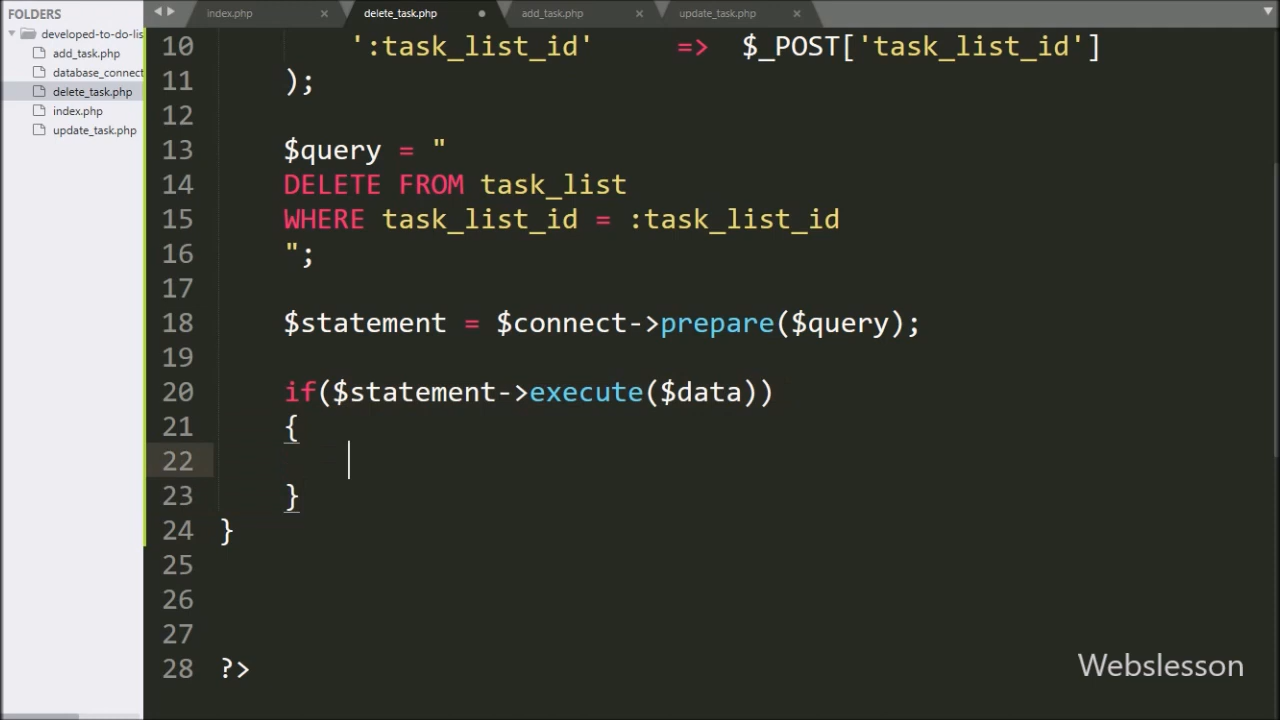 FOLDERS
developed-to-do-lis
add_task.php
database_connect
delete_task.php
index.php
update_task.php
index.php × delete_task.php • add_task.php × update_task.php ×
10 ':task_list_id' => $_POST['task_list_id']
11 );
12
13 $query = "
14 DELETE FROM task_list
15 WHERE task_list_id = :task_list_id
16 ";
17
18 $statement = $connect->prepare($query);
19
20 if($statement->execute($data))
21 {
22
23 }
24 }
25
26
27
28 ?>
Webslesson